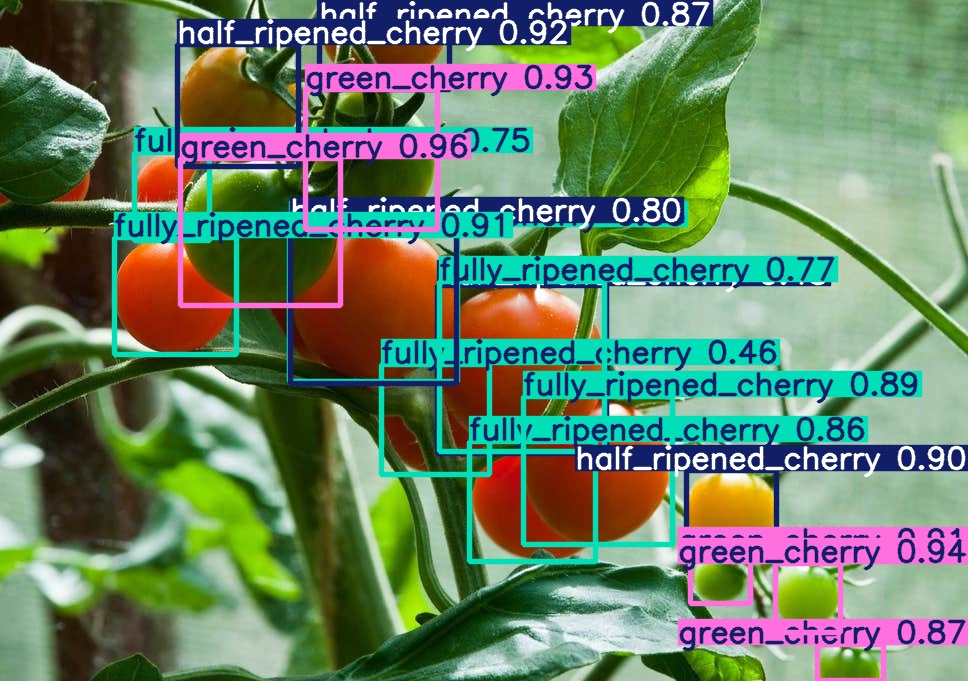 half_ripened_cherry 0.87
half_ripened_cherry 0.92
green_cherry 0.93
0.75
green_cherry 0.96
half_ripened_cherry 0.80
fully_ripened_cherry 0.91
fully_ripened_cherry 0.77
fully_ripened_cherry 0.46
fully_ripened_cherry 0.89
fully_ripened_cherry 0.86
half_ripened_cherry 0.90
green_cherry 0.94
green_cherry 0.87